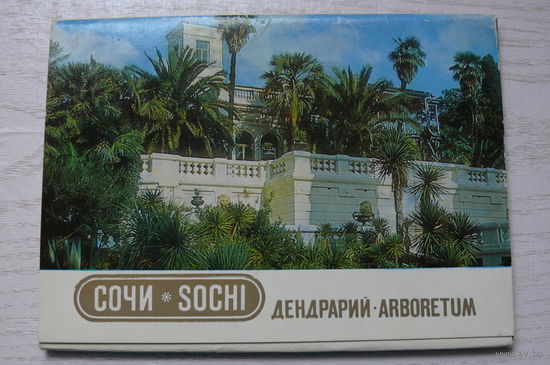 СОЧИ * SOCHI
ДЕНДРАРИЙ · ARBORETUM